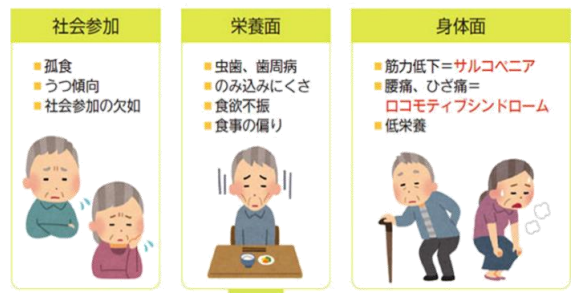 社会参加
■孤食
■うつ傾向
■社会参加の欠如
栄養面
■虫歯、歯周病
■のみ込みにくさ
■食欲不振
■食事の偏り
身体面
■筋力低下＝サルコペニア
■腰痛、ひざ痛＝
ロコモティブシンドローム
■低栄養